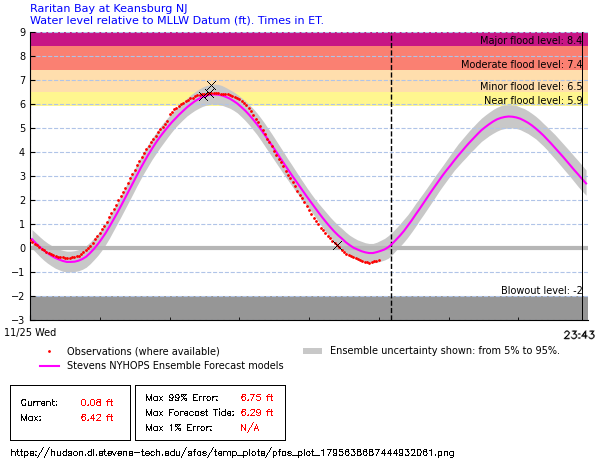 Raritan Bay at Keansburg NJ
Water level relative to MLLW Datum (ft). Times in ET.
9
Major flood level: 8.4
8
Moderate flood level: 7.4
7
Minor flood level: 6.5
6
Near flood level: 5.9
5
4
3
2
1
0
−1
Blowout level: -2
−2
−3
11/25 Wed
23:43
Observations (where available)
Ensemble uncertainty shown: from 5% to 95%.
Stevens NYHOPS Ensemble Forecast models
Current: 0.08 ft
Max: 6.42 ft
Max 99% Error: 6.75 ft
Max Forecast Tide: 6.29 ft
Max 1% Error: N/A
https://hudson.dl.stevens-tech.edu/sfas/temp_plots/pfas_plot_1795636687444932061.png